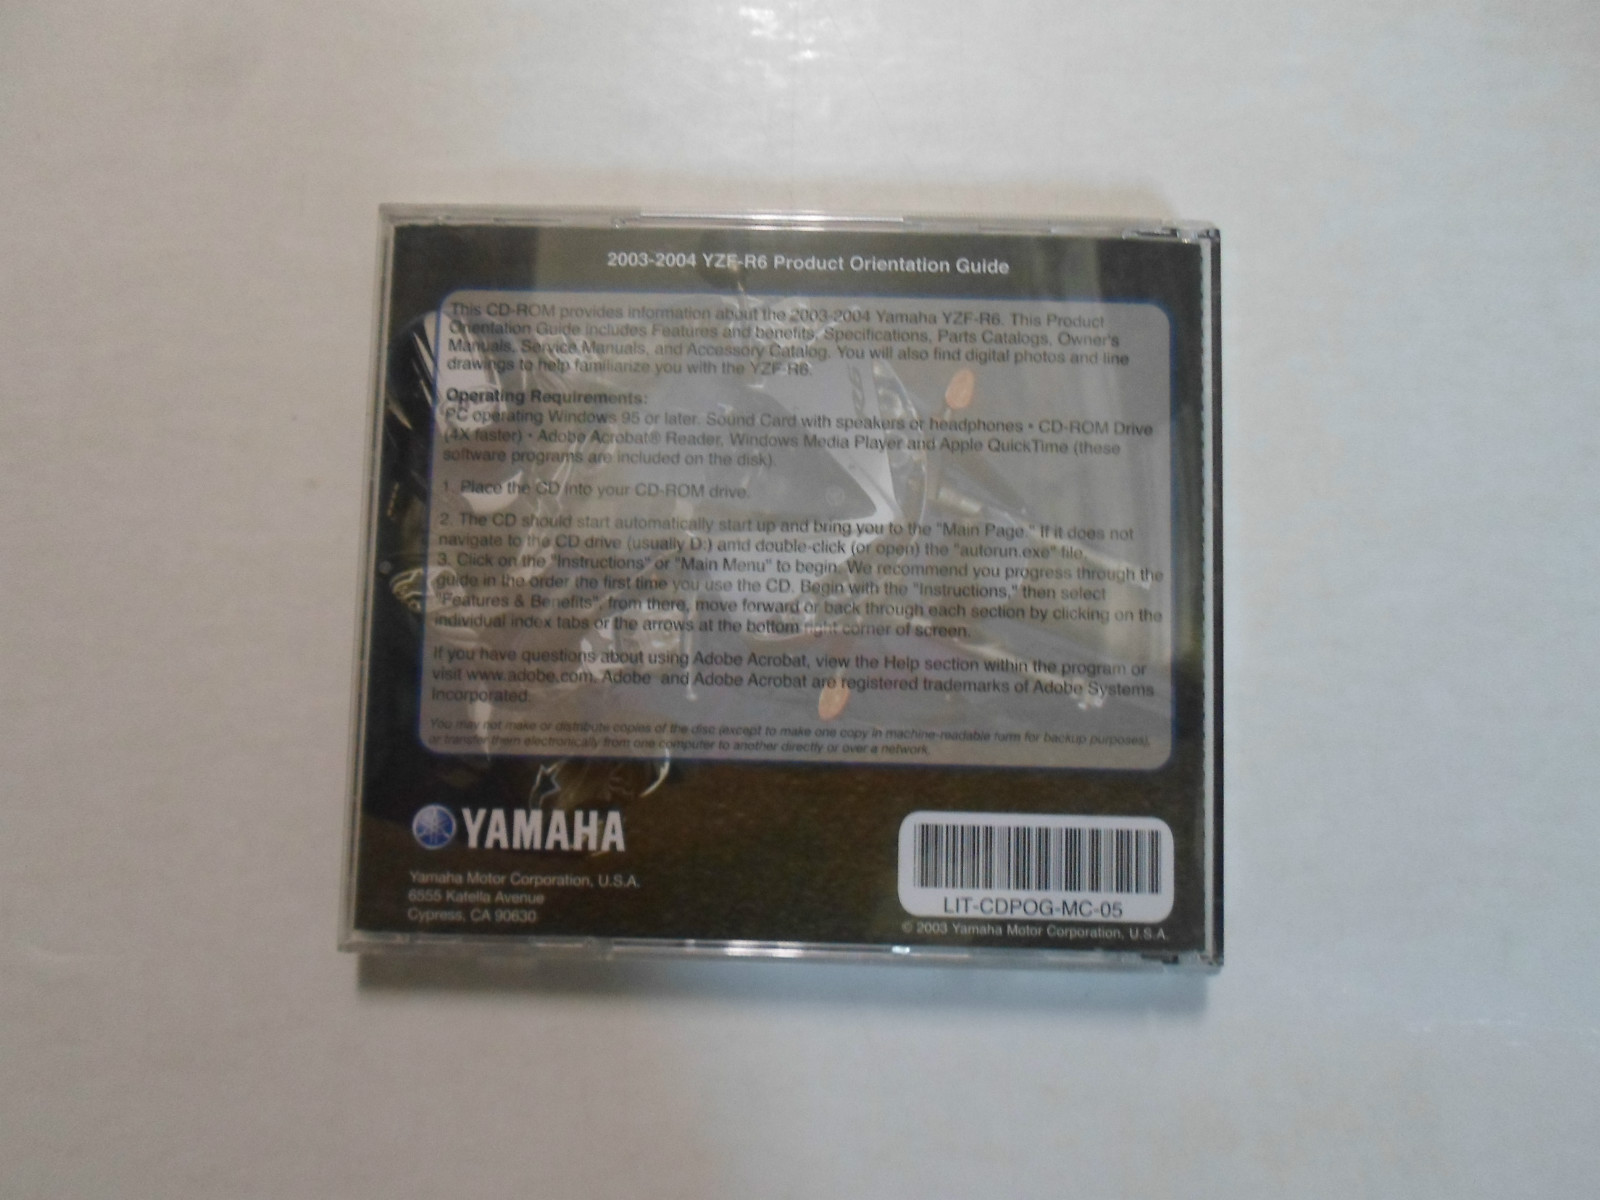 2003-2004 YZF-R6 Product Orientation Guide
This CD-ROM provides information about the 2003-2004 Yamaha YZF-R6. This Product
Orientation Guide includes Features and benefits, Specifications, Parts Catalogs, Owner's
Manuals, Service Manuals, and Accessory Catalog. You will also find digital photos and line
drawings to help familiarize you with the YZF-R6.
Operating Requirements:
PC operating Windows 95 or later. Sound Card with speakers or headphones • CD-ROM Drive
(4X faster) • Adobe Acrobat® Reader, Windows Media Player and Apple QuickTime (these
software programs are included on the disk).
1. Place the CD into your CD-ROM drive.
2. The CD should start automatically start up and bring you to the "Main Page." If it does not
navigate to the CD drive (usually D:) amd double-click (or open) the "autorun.exe" file.
3. Click on the "Instructions" or "Main Menu" to begin. We recommend you progress through the
guide in the order the first time you use the CD. Begin with the "Instructions," then select
"Features & Benefits", from there, move forward or back through each section by clicking on the
individual index tabs or the arrows at the bottom right corner of screen.
If you have questions about using Adobe Acrobat, view the Help section within the program or
visit www.adobe.com. Adobe and Adobe Acrobat are registered trademarks of Adobe Systems
Incorporated.
You may not make or distribute copies of the disc (except to make one copy in machine-readable form for backup purposes),
or transfer them electronically from one computer to another directly or over a network.
YAMAHA
Yamaha Motor Corporation, U.S.A.
6555 Katella Avenue
Cypress, CA 90630
LIT-CDPOG-MC-05
© 2003 Yamaha Motor Corporation, U.S.A.